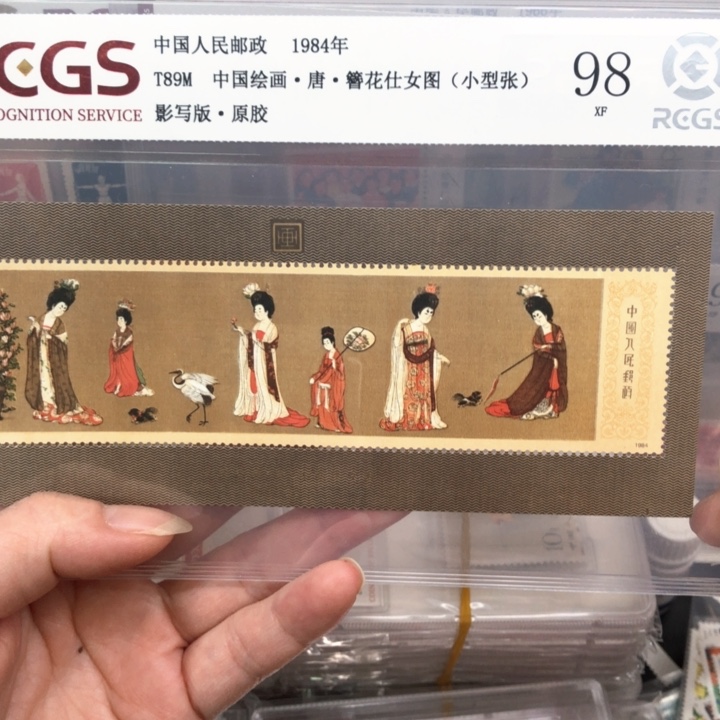 RCGS
OGNITION SERVICE
中国人民邮政 1984年
T89M 中国绘画·唐·簪花仕女图（小型张）
影写版·原胶
98
XF
RCGS
中国人民邮政
1984